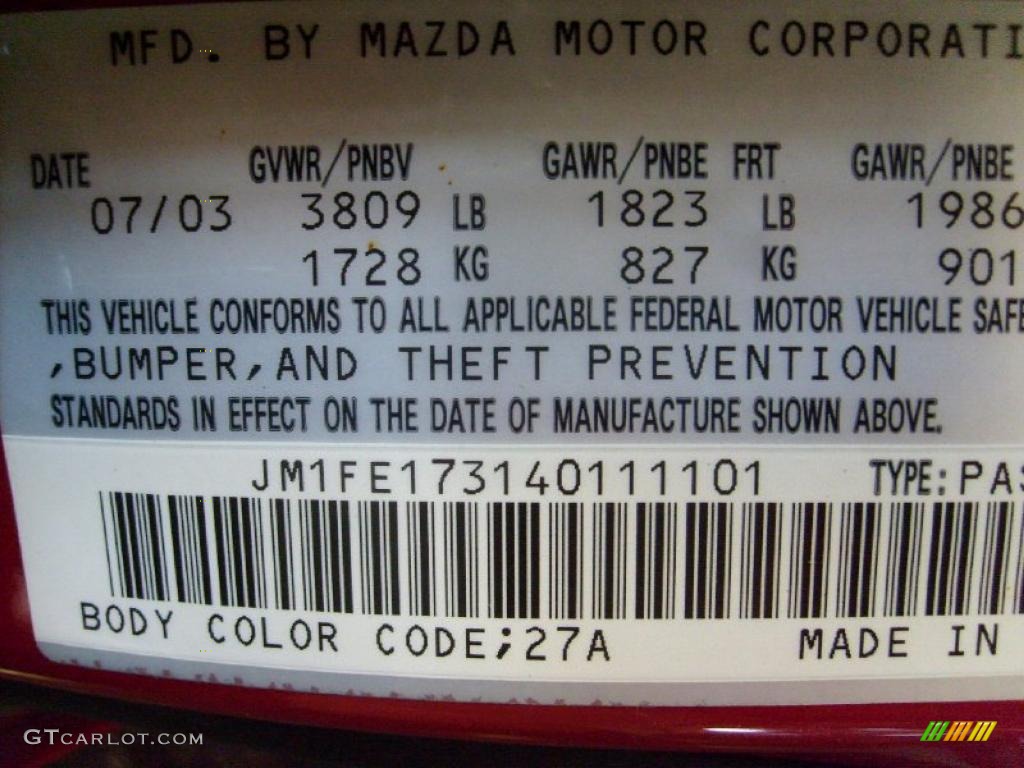 MFD. BY MAZDA MOTOR CORPORATI
DATE GVWR/PNBV GAWR/PNBE FRT GAWR/PNBE
07/03 3809 LB 1823 LB 1986
1728 KG 827 KG 901
THIS VEHICLE CONFORMS TO ALL APPLICABLE FEDERAL MOTOR VEHICLE SAFE
,BUMPER,AND THEFT PREVENTION
STANDARDS IN EFFECT ON THE DATE OF MANUFACTURE SHOWN ABOVE.
JM1FE173140111101 TYPE:PAS
BODY COLOR CODE;27A MADE IN
GTCARLOT.COM